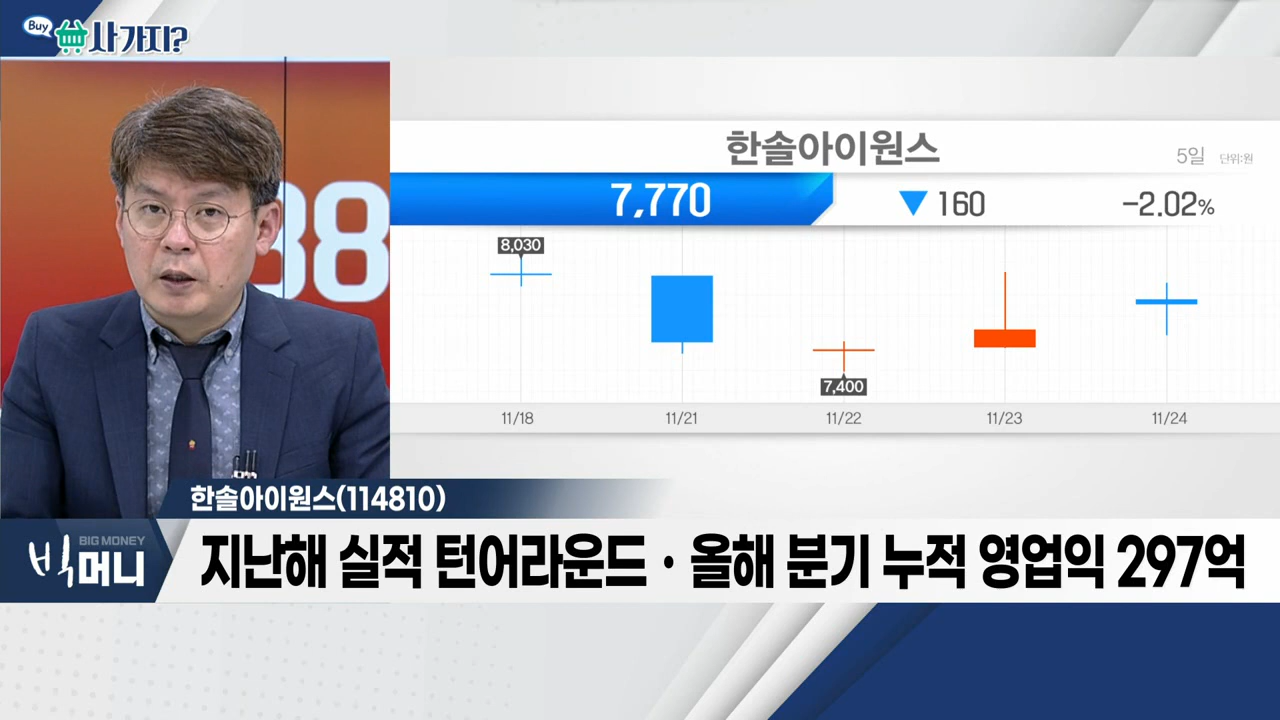 Buy
사가지?
88
한솔아이원스
5일 단위:원
7,770 ▼ 160 -2.02%
8,030
7,400
11/18 11/21 11/22 11/23 11/24
한솔아이원스(114810)
BIG MONEY
빅머니
지난해 실적 턴어라운드·올해 분기 누적 영업익 297억